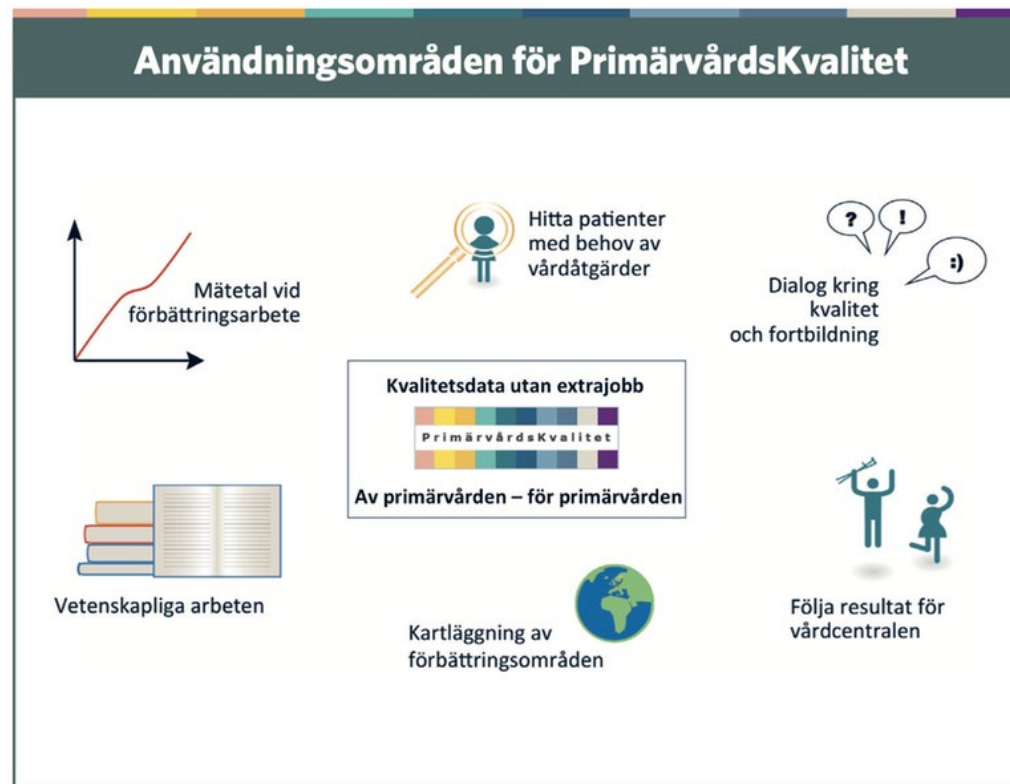 Användningsområden för PrimärvårdsKvalitet
Mätetal vid
förbättringsarbete
Hitta patienter
med behov av
vårdåtgärder
?
!
:)
Dialog kring
kvalitet
och fortbildning
Kvalitetsdata utan extrajobb
PrimärvårdsKvalitet
Av primärvården – för primärvården
Vetenskapliga arbeten
Kartläggning av
förbättringsområden
Följa resultat för
vårdcentralen